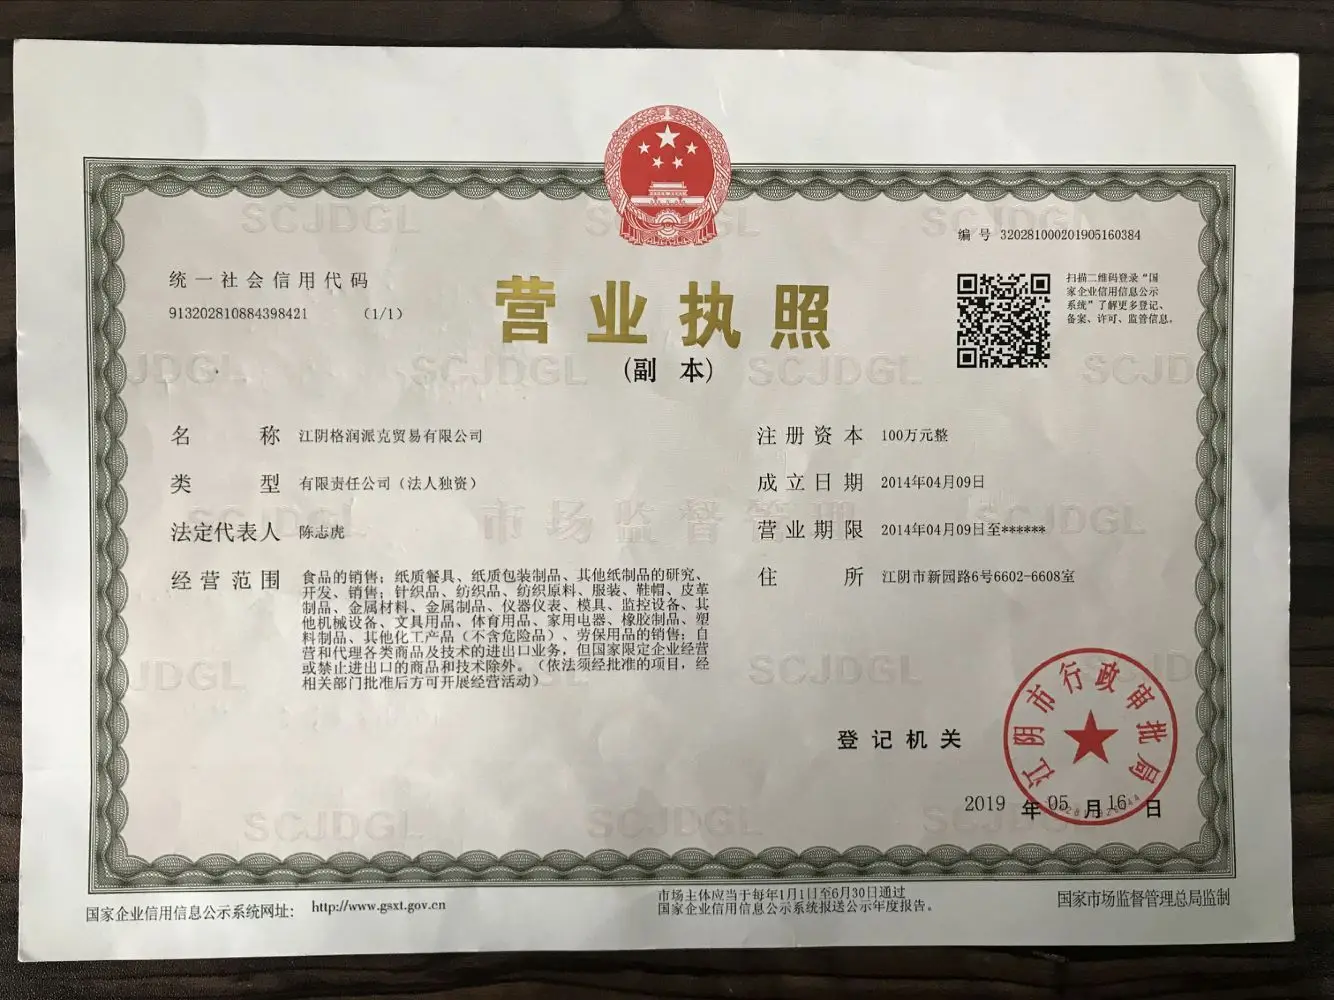 编 号 320281000201905160384
统一社会信用代码
913202810884398421 (1/1)
营业执照
(副 本)
扫描二维码登录“国
家企业信用信息公示
系统”了解更多登记、
备案、许可、监管信息。
名 称 江阴格润派克贸易有限公司
类 型 有限责任公司(法人独资)
法定代表人 陈志虎
经营范围 食品的销售;纸质餐具、纸质包装制品、其他纸制品的研究、
开发、销售;针织品、纺织品、纺织原料、服装、鞋帽、皮革
制品、金属材料、金属制品、仪器仪表、模具、监控设备、其
他机械设备、文具用品、体育用品、家用电器、橡胶制品、塑
料制品、其他化工产品(不含危险品)、劳保用品的销售;自
营和代理各类商品及技术的进出口业务,但国家限定企业经营
或禁止进出口的商品和技术除外。(依法须经批准的项目,经
相关部门批准后方可开展经营活动)
注册资本 100万元整
成立日期 2014年04月09日
营业期限 2014年04月09日至******
住 所 江阴市新园路6号6602-6608室
SCJDGL
市场监督管理
登记机关
江阴市行政审批局
2019 年 05 月 16 日
国家企业信用信息公示系统网址: http://www.gsxt.gov.cn
市场主体应当于每年1月1日至6月30日通过
国家企业信用信息公示系统报送公示年度报告。
国家市场监督管理总局监制